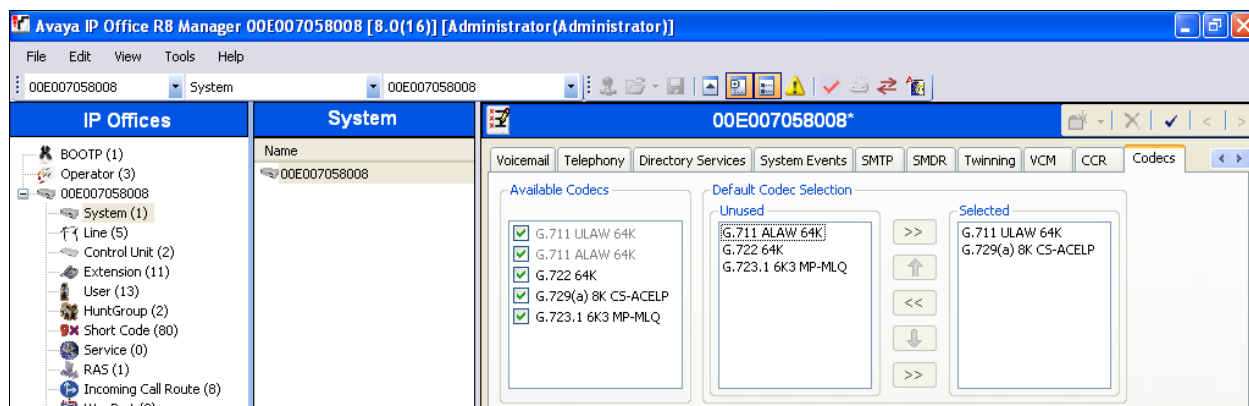 Avaya IP Office R8 Manager 00E007058008 [8.0(16)] [Administrator(Administrator)]
File Edit View Tools Help
00E007058008 System 00E007058008
IP Offices
BOOTP (1)
Operator (3)
00E007058008
System (1)
Line (5)
Control Unit (2)
Extension (11)
User (13)
HuntGroup (2)
Short Code (80)
Service (0)
RAS (1)
Incoming Call Route (8)
System
Name
00E007058008
00E007058008*
Voicemail Telephony Directory Services System Events SMTP SMDR Twinning VCM CCR Codecs
Available Codecs
G.711 ULAW 64K
G.711 ALAW 64K
G.722 64K
G.729(a) 8K CS-ACELP
G.723.1 6K3 MP-MLQ
Default Codec Selection
Unused
G.711 ALAW 64K
G.722 64K
G.723.1 6K3 MP-MLQ
>>
<<
>>
Selected
G.711 ULAW 64K
G.729(a) 8K CS-ACELP